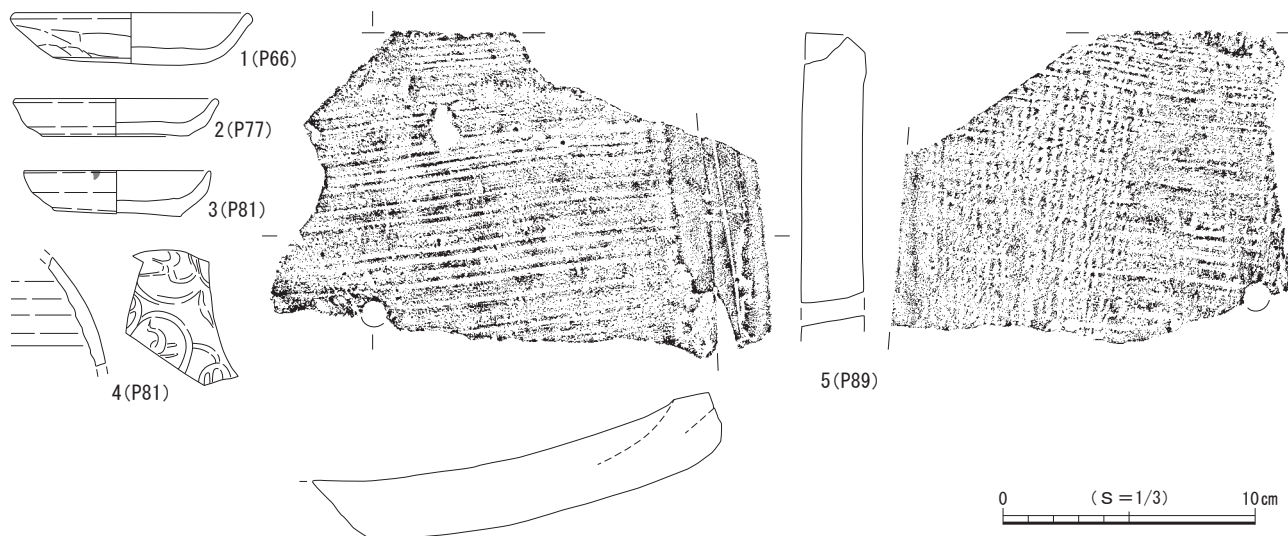 1(P66)
2(P77)
3(P81)
4(P81)
5(P89)
0 (S=1/3) 10cm